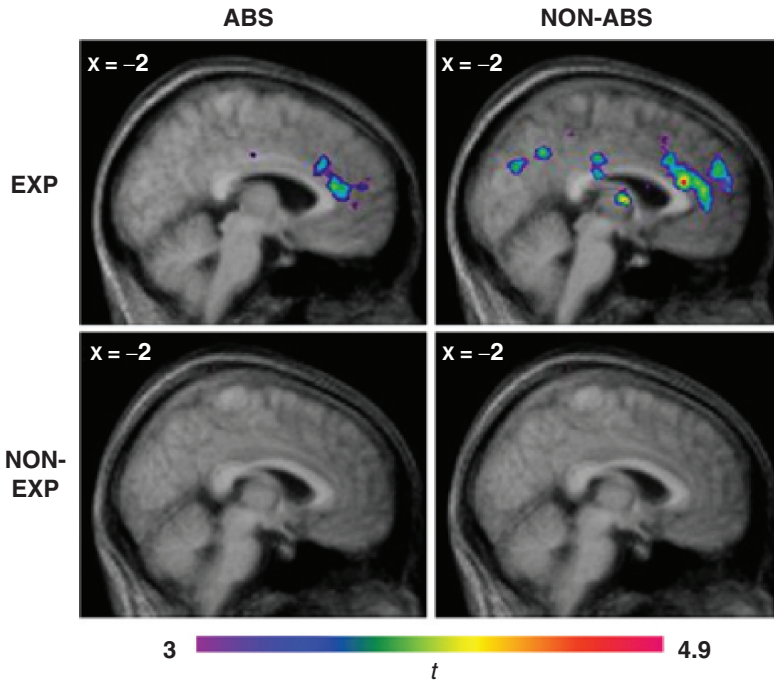 ABS NON-ABS
x = −2 x = −2
EXP
x = −2 x = −2
NON-
EXP
3 4.9
t